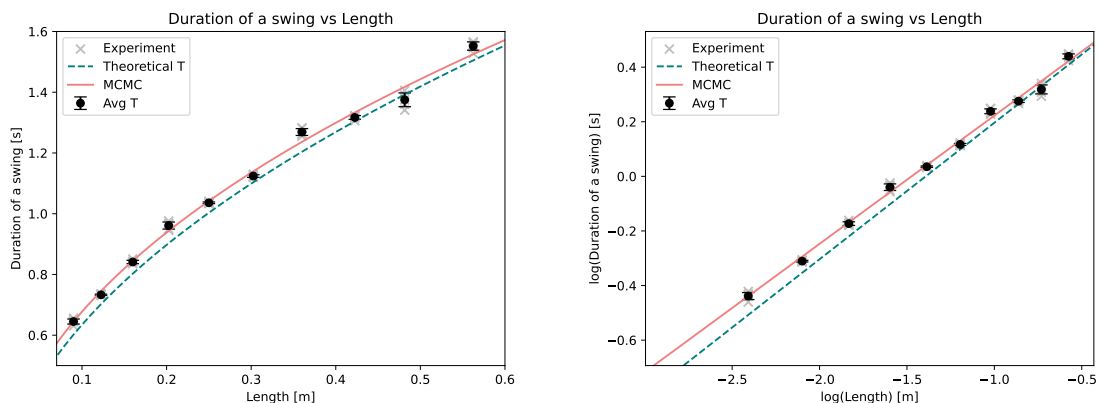 Duration of a swing vs Length
Experiment
Theoretical T
MCMC
Avg T
1.6
1.4
1.2
1.0
0.8
0.6
Duration of a swing [s]
0.1 0.2 0.3 0.4 0.5 0.6
Length [m]
Duration of a swing vs Length
Experiment
Theoretical T
MCMC
Avg T
0.4
0.2
0.0
−0.2
−0.4
−0.6
log(Duration of a swing) [s]
−2.5 −2.0 −1.5 −1.0 −0.5
log(Length) [m]